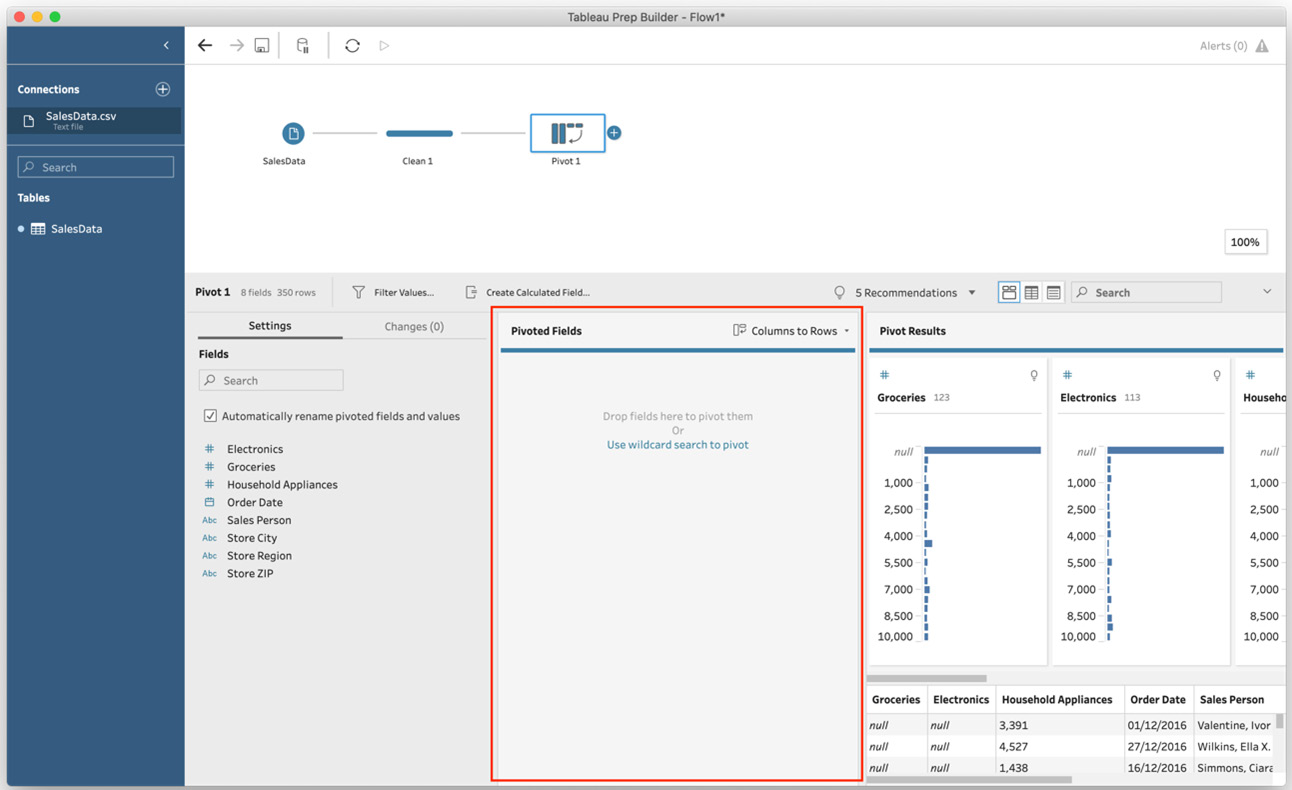 Tableau Prep Builder - Flow1*
Alerts (0)
Connections
SalesData.csv
Text file
Search
Tables
SalesData
SalesData
Clean 1
Pivot 1
100%
Pivot 1 8 fields 350 rows Filter Values... Create Calculated Field... 5 Recommendations Search
Settings Changes (0)
Fields
Search
Automatically rename pivoted fields and values
# Electronics
# Groceries
# Household Appliances
Order Date
Abc Sales Person
Abc Store City
Abc Store Region
Abc Store ZIP
Pivoted Fields Columns to Rows
Drop fields here to pivot them
Or
Use wildcard search to pivot
Pivot Results
#
Groceries 123
null
1,000
2,500
4,000
5,500
7,000
8,500
10,000
#
Electronics 113
null
1,000
2,500
4,000
5,500
7,000
8,500
10,000
#
Househo
null
1,000
2,500
4,000
5,500
7,000
8,500
10,000
Groceries Electronics Household Appliances Order Date Sales Person
null null 3,391 01/12/2016 Valentine, Ivor
null null 4,527 27/12/2016 Wilkins, Ella X.
null null 1,438 16/12/2016 Simmons, Ciara